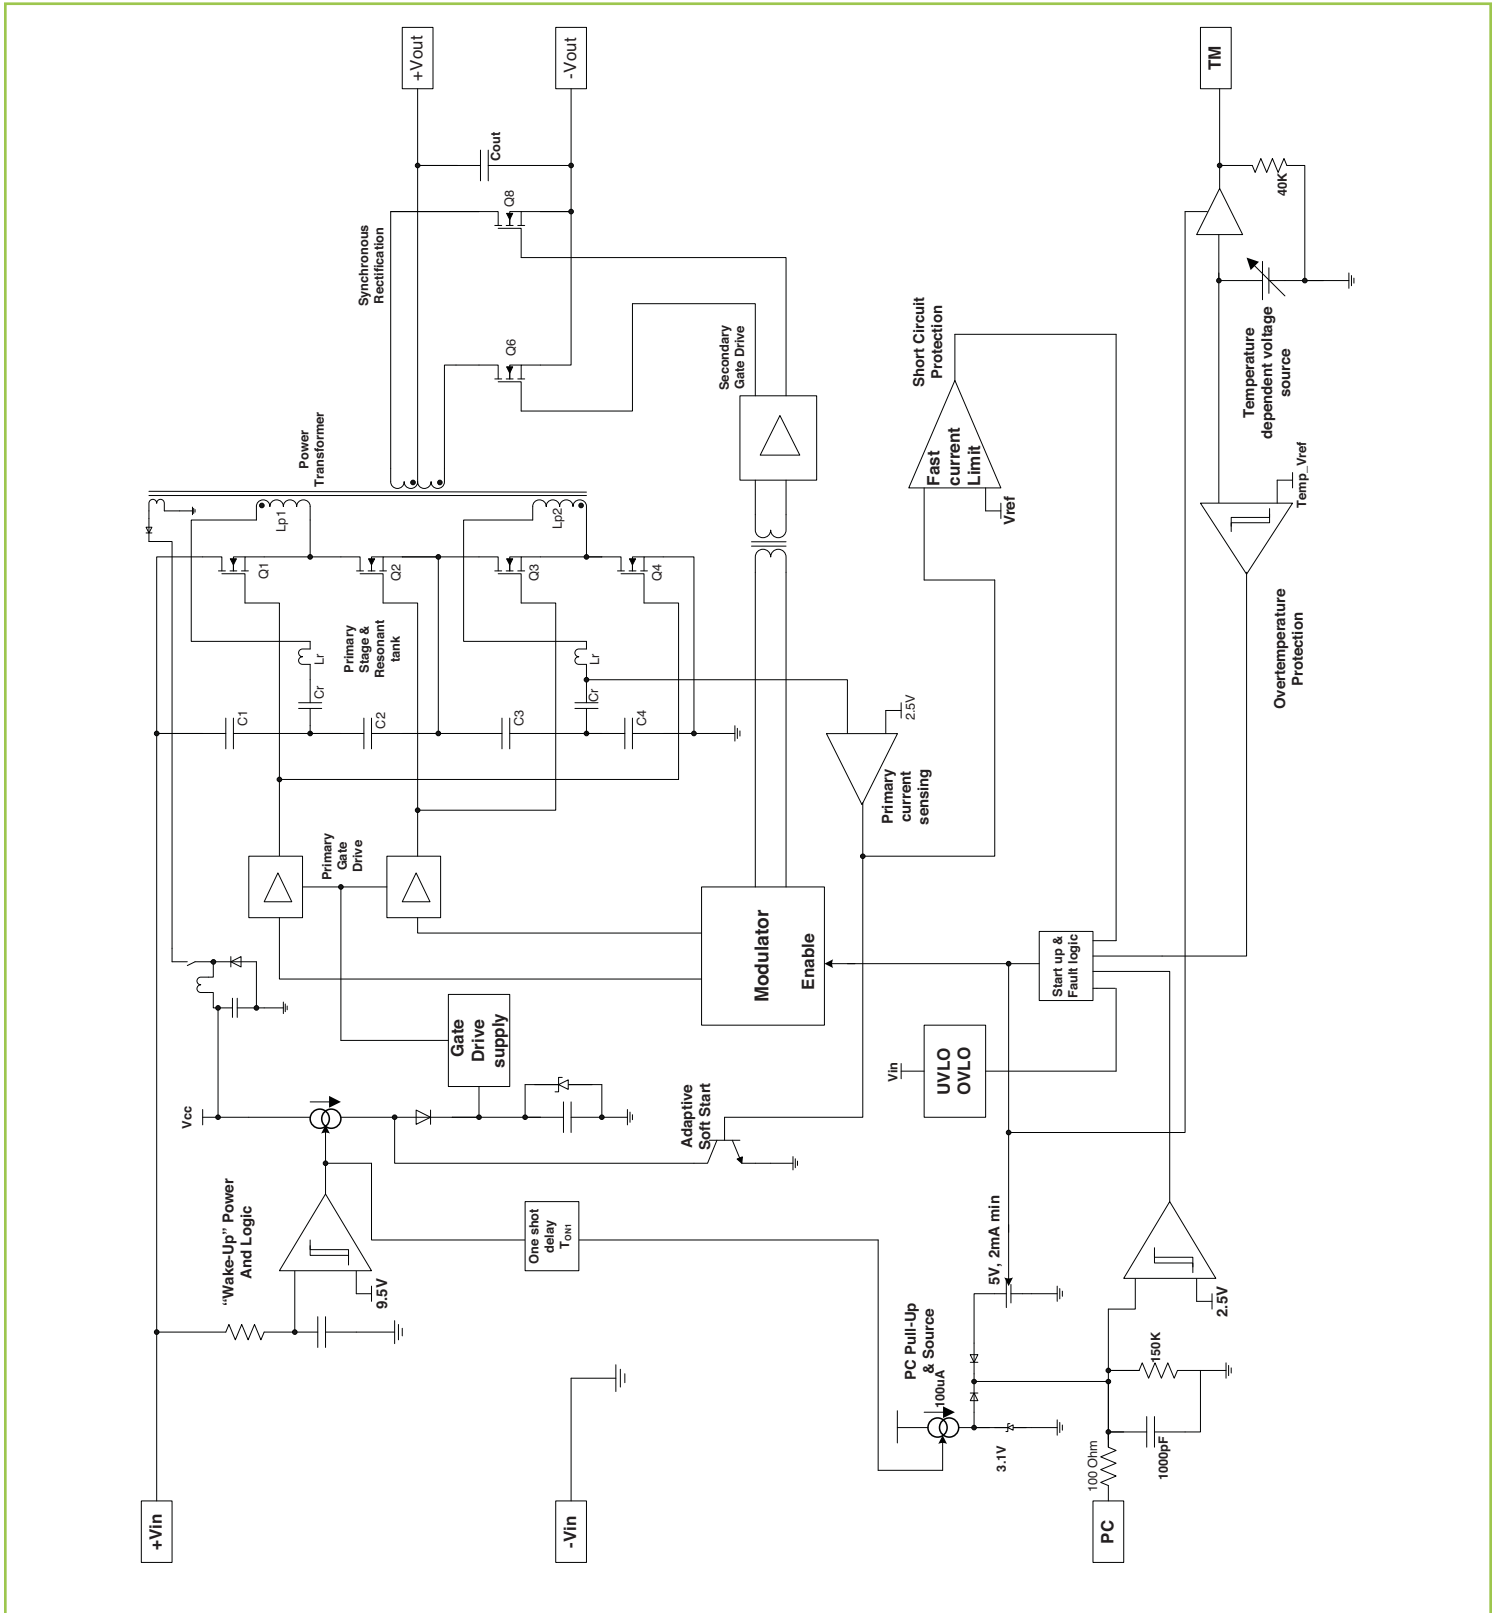 +Vout
-Vout
TM
Cout
Q8
40K
Synchronous
Rectification
Q6
Secondary
Gate Drive
Short Circuit
Protection
Fast
current
Limit
Vref
Temperature
dependent voltage
source
Temp_Vref
Overtemperature
Protection
Power
Transformer
Lp1
Lp2
Q1
Q2
Q3
Q4
Primary
Stage &
Resonant
tank
Lr
Lr
Cr
Cr
C1
C2
C3
C4
2.5V
Primary
current
sensing
Primary
Gate
Drive
Modulator
Enable
Start up &
Fault logic
Gate
Drive
supply
Vin
UVLO
OVLO
Vcc
Adaptive
Soft Start
"Wake-Up" Power
And Logic
9.5V
One shot
delay
TON1
5V, 2mA min
PC Pull-Up
& Source
100uA
3.1V
2.5V
150K
1000pF
100 Ohm
+Vin
-Vin
PC